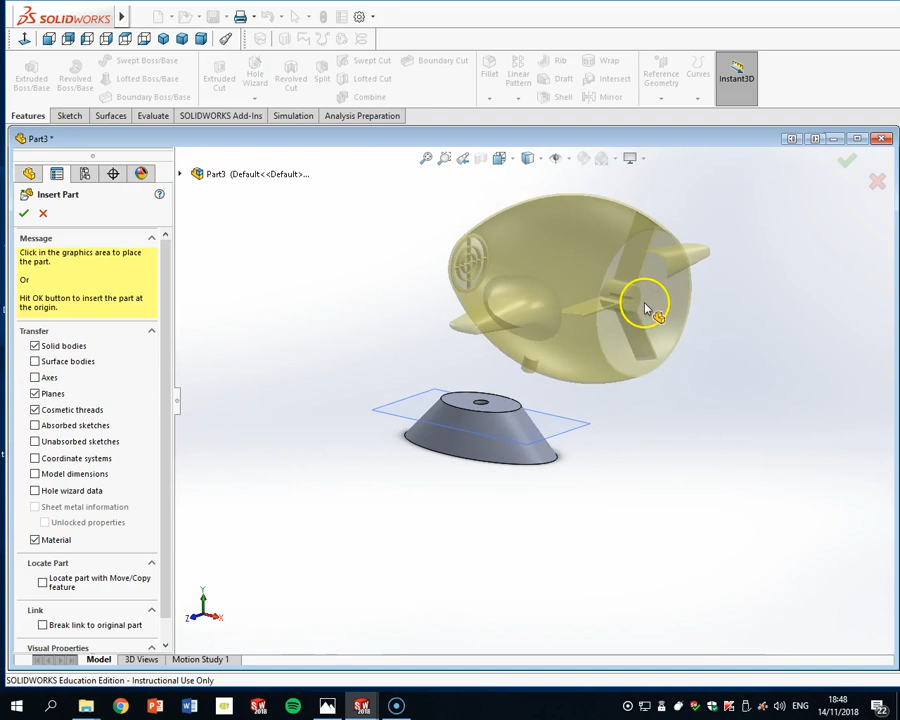 SOLIDWORKS
Extruded Boss/Base
Revolved Boss/Base
Swept Boss/Base
Lofted Boss/Base
Boundary Boss/Base
Extruded Cut
Hole Wizard
Revolved Cut
Split
Swept Cut
Lofted Cut
Combine
Boundary Cut
Fillet
Linear Pattern
Rib
Draft
Shell
Wrap
Intersect
Mirror
Reference Geometry
Curves
Instant3D
Features
Sketch
Surfaces
Evaluate
SOLIDWORKS Add-Ins
Simulation
Analysis Preparation
Part3 *
Part3 (Default<<Default>...
Insert Part
Message
Click in the graphics area to place
the part.
Or
Hit OK button to insert the part at
the origin.
Transfer
Solid bodies
Surface bodies
Axes
Planes
Cosmetic threads
Absorbed sketches
Unabsorbed sketches
Coordinate systems
Model dimensions
Hole wizard data
Sheet metal information
Unlocked properties
Material
Locate Part
Locate part with Move/Copy
feature
Link
Break link to original part
Visual Properties
Y
Z
X
Model
3D Views
Motion Study 1
SOLIDWORKS Education Edition - Instructional Use Only
ENG
18:48
14/11/2018
22